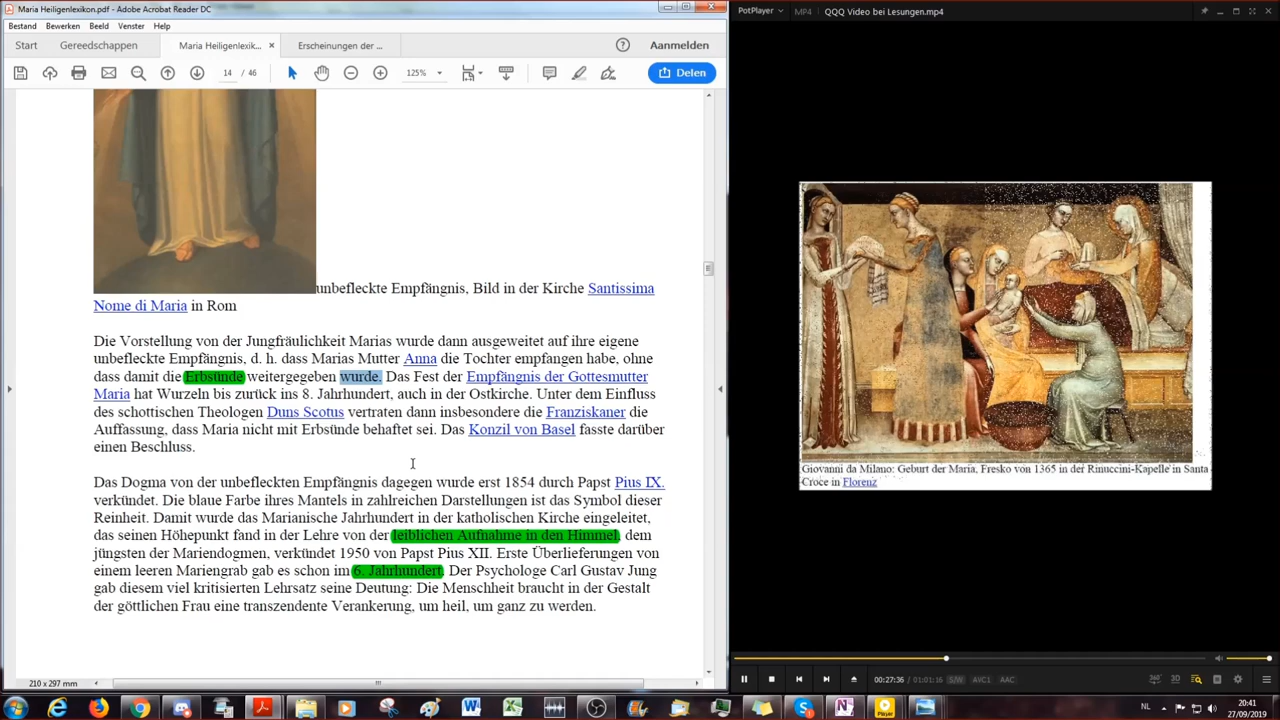 Maria Heiligenlexikon.pdf - Adobe Acrobat Reader DC
Bestand Bewerken Beeld Venster Help
Start Gereedschappen Maria Heiligenlexik... × Erscheinungen der ... ? Aanmelden
14 / 46 125% Delen
unbefleckte Empfängnis, Bild in der Kirche Santissima
Nome di Maria in Rom
Die Vorstellung von der Jungfräulichkeit Marias wurde dann ausgeweitet auf ihre eigene
unbefleckte Empfängnis, d. h. dass Marias Mutter Anna die Tochter empfangen habe, ohne
dass damit die Erbsünde weitergegeben wurde. Das Fest der Empfängnis der Gottesmutter
Maria hat Wurzeln bis zurück ins 8. Jahrhundert, auch in der Ostkirche. Unter dem Einfluss
des schottischen Theologen Duns Scotus vertraten dann insbesondere die Franziskaner die
Auffassung, dass Maria nicht mit Erbsünde behaftet sei. Das Konzil von Basel fasste darüber
einen Beschluss.
Das Dogma von der unbefleckten Empfängnis dagegen wurde erst 1854 durch Papst Pius IX.
verkündet. Die blaue Farbe ihres Mantels in zahlreichen Darstellungen ist das Symbol dieser
Reinheit. Damit wurde das Marianische Jahrhundert in der katholischen Kirche eingeleitet,
das seinen Höhepunkt fand in der Lehre von der leiblichen Aufnahme in den Himmel, dem
jüngsten der Mariendogmen, verkündet 1950 von Papst Pius XII. Erste Überlieferungen von
einem leeren Mariengrab gab es schon im 6. Jahrhundert. Der Psychologe Carl Gustav Jung
gab diesem viel kritisierten Lehrsatz seine Deutung: Die Menschheit braucht in der Gestalt
der göttlichen Frau eine transzendente Verankerung, um heil, um ganz zu werden.
210 x 297 mm
PotPlayer MP4 QQQ Video bei Lesungen.mp4
Giovanni da Milano: Geburt der Maria, Fresko von 1365 in der Rinuccini-Kapelle in Santa
Croce in Florenz
00:27:36 / 01:01:16 S/W AVC1 AAC 360° 3D
NL 20:41
27/09/2019